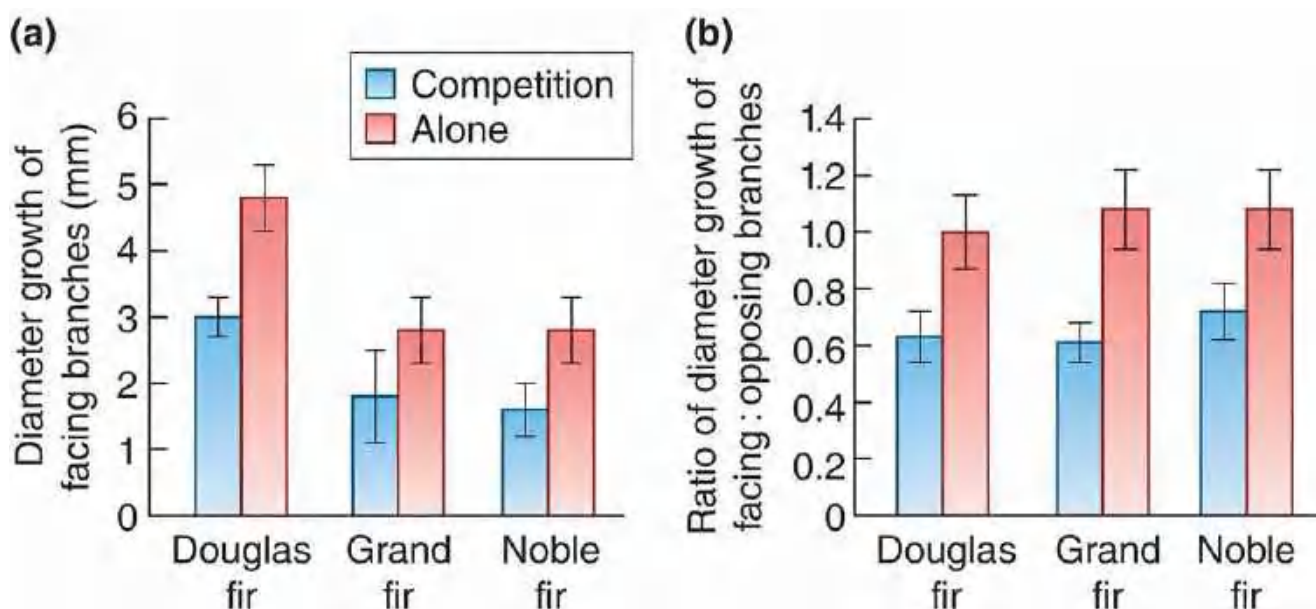 (a)
Competition
Alone
Diameter growth of
facing branches (mm)
6
5
4
3
2
1
0
Douglas
fir
Grand
fir
Noble
fir
(b)
Ratio of diameter growth of
facing : opposing branches
1.4
1.2
1.0
0.8
0.6
0.4
0.2
0
Douglas
fir
Grand
fir
Noble
fir